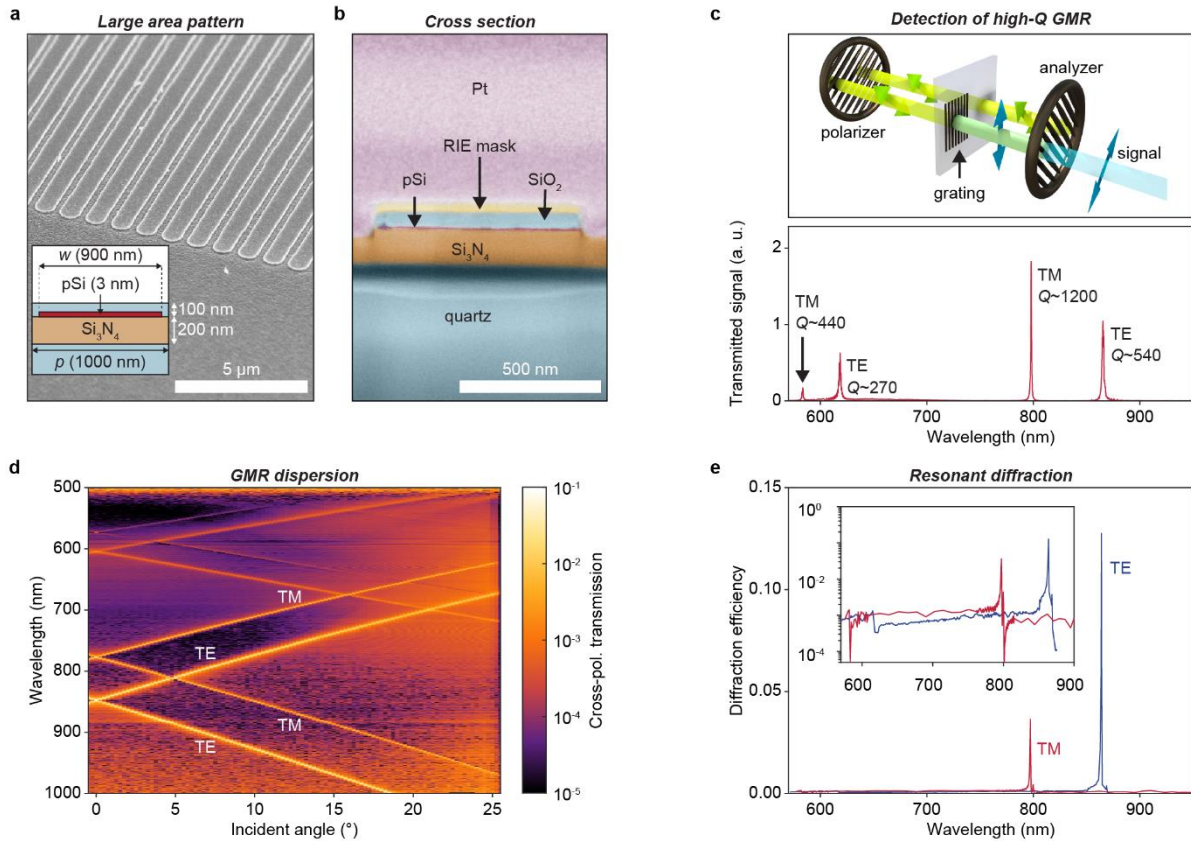 a
Large area pattern
w (900 nm)
pSi (3 nm)
100 nm
Si₃N₄
200 nm
p (1000 nm)
5 µm
b
Cross section
Pt
RIE mask
pSi
SiO₂
Si₃N₄
quartz
500 nm
c
Detection of high-Q GMR
analyzer
polarizer
signal
grating
Transmitted signal (a. u.)
2
1
0
TM
Q~440
TE
Q~270
TM
Q~1200
TE
Q~540
600
700
800
900
Wavelength (nm)
d
GMR dispersion
Wavelength (nm)
500
600
700
800
900
1000
TM
TE
TM
TE
0
5
10
15
20
25
Incident angle (°)
10⁻¹
10⁻²
10⁻³
10⁻⁴
10⁻⁵
Cross-pol. transmission
e
Resonant diffraction
Diffraction efficiency
0.15
0.10
0.05
0.00
10⁰
10⁻²
10⁻⁴
600
700
800
900
TE
TM
600
700
800
900
Wavelength (nm)